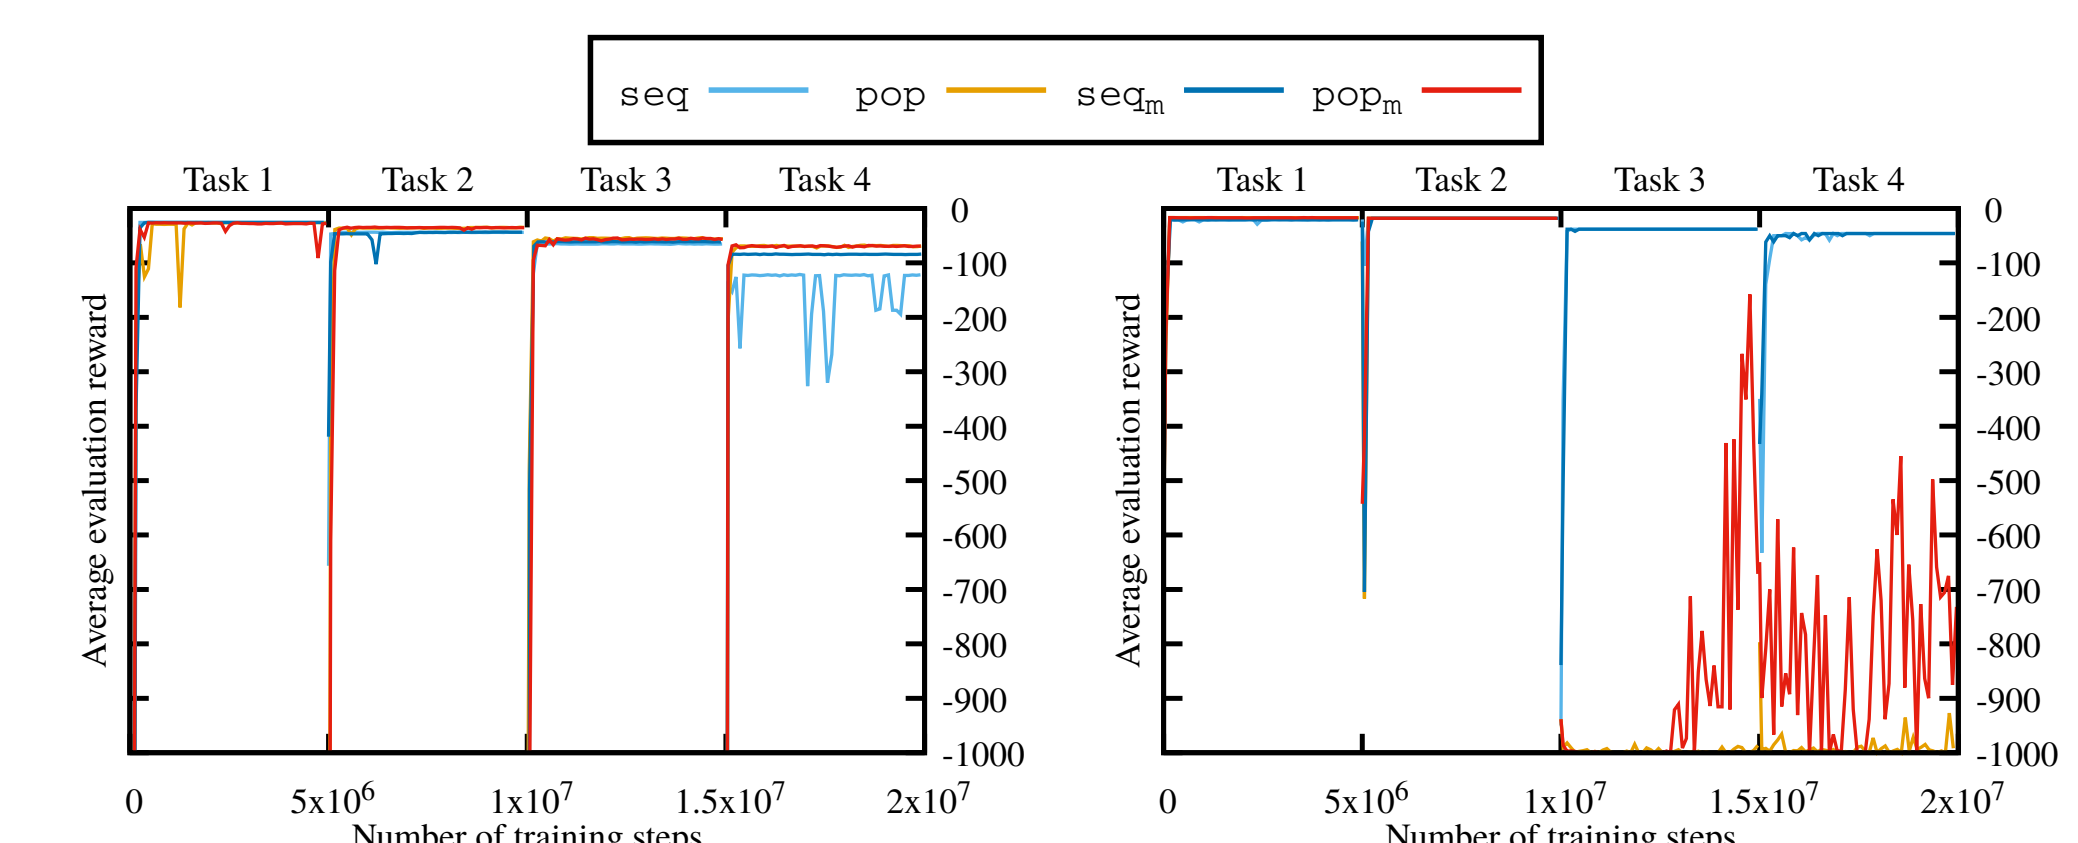 seq pop seqm popm
Task 1 Task 2 Task 3 Task 4
Average evaluation reward
0
-100
-200
-300
-400
-500
-600
-700
-800
-900
-1000
0 5x10^6 1x10^7 1.5x10^7 2x10^7
Number of training steps
Task 1 Task 2 Task 3 Task 4
Average evaluation reward
0
-100
-200
-300
-400
-500
-600
-700
-800
-900
-1000
0 5x10^6 1x10^7 1.5x10^7 2x10^7
Number of training steps